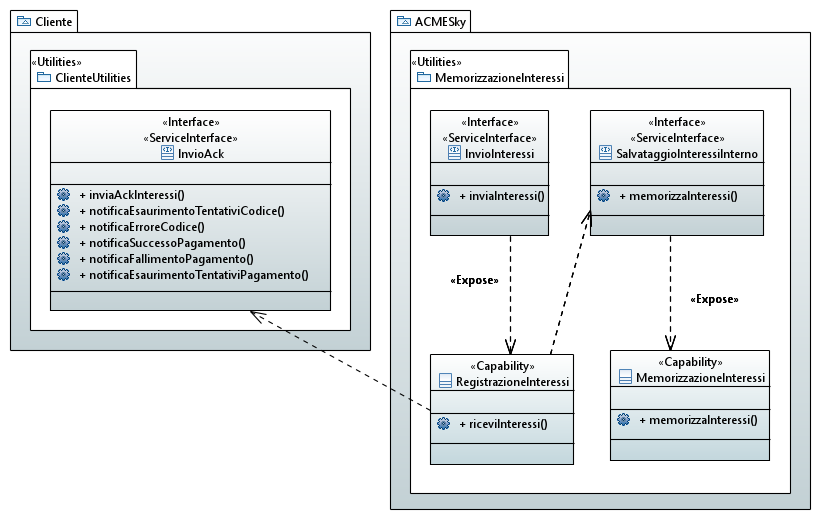 Cliente
«Utilities»
ClienteUtilities
«Interface»
«ServiceInterface»
InvioAck
+ inviaAckInteressi()
+ notificaEsaurimentoTentativiCodice()
+ notificaErroreCodice()
+ notificaSuccessoPagamento()
+ notificaFallimentoPagamento()
+ notificaEsaurimentoTentativiPagamento()
ACMESky
«Utilities»
MemorizzazioneInteressi
«Interface»
«ServiceInterface»
InvioInteressi
+ inviaInteressi()
«Interface»
«ServiceInterface»
SalvataggioInteressiInterno
+ memorizzaInteressi()
«Expose»
«Expose»
«Capability»
RegistrazioneInteressi
+ riceviInteressi()
«Capability»
MemorizzazioneInteressi
+ memorizzaInteressi()